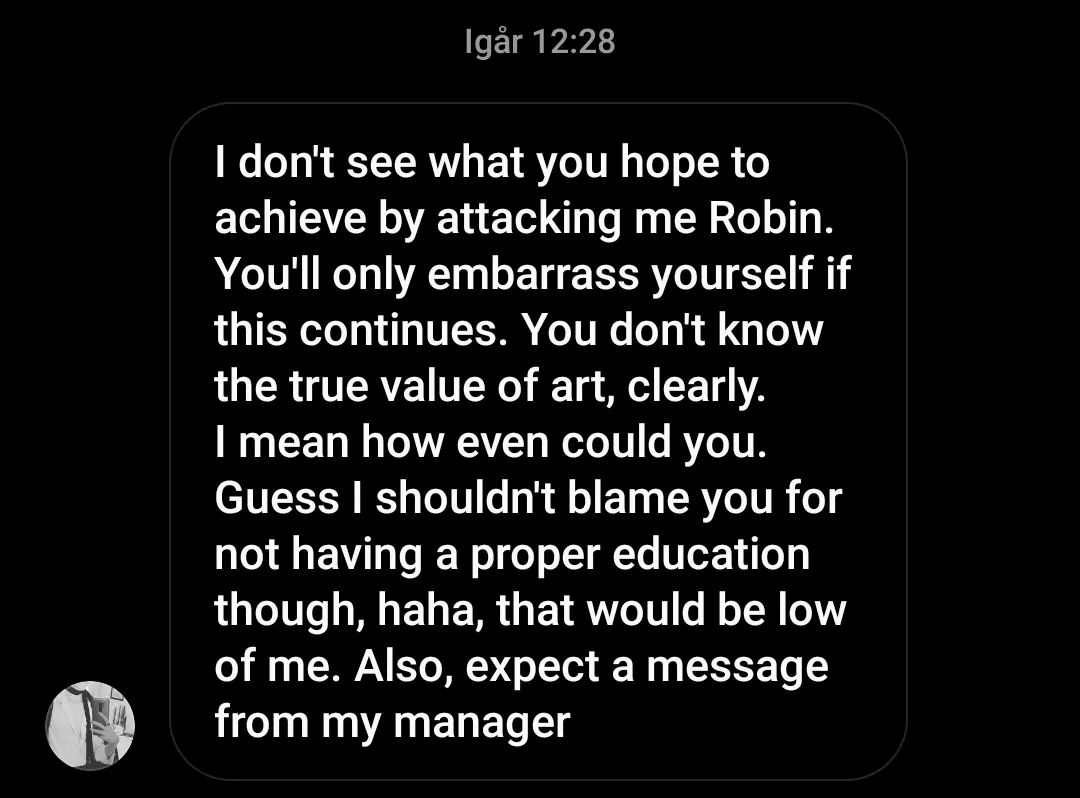 Igår 12:28
I don't see what you hope to
achieve by attacking me Robin.
You'll only embarrass yourself if
this continues. You don't know
the true value of art, clearly.
I mean how even could you.
Guess I shouldn't blame you for
not having a proper education
though, haha, that would be low
of me. Also, expect a message
from my manager